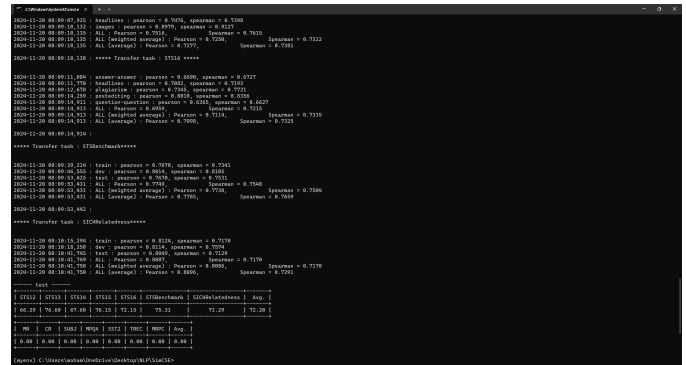 C:\Windows\System32\cmd.e
2024-11-20 08:09:07,925 : headlines : pearson = 0.7476, spearman = 0.7398
2024-11-20 08:09:10,132 : images : pearson = 0.8979, spearman = 0.9127
2024-11-20 08:09:10,135 : ALL : Pearson = 0.7516, Spearman = 0.7615
2024-11-20 08:09:10,135 : ALL (weighted average) : Pearson = 0.7250, Spearman = 0.7322
2024-11-20 08:09:10,135 : ALL (average) : Pearson = 0.7277, Spearman = 0.7381
2024-11-20 08:09:10,138 : ***** Transfer task : STS16 *****
2024-11-20 08:09:11,084 : answer-answer : pearson = 0.6690, spearman = 0.6727
2024-11-20 08:09:11,770 : headlines : pearson = 0.7082, spearman = 0.7193
2024-11-20 08:09:12,678 : plagiarism : pearson = 0.7345, spearman = 0.7721
2024-11-20 08:09:14,259 : postediting : pearson = 0.8010, spearman = 0.8356
2024-11-20 08:09:14,911 : question-question : pearson = 0.6365, spearman = 0.6627
2024-11-20 08:09:14,913 : ALL : Pearson = 0.6959, Spearman = 0.7215
2024-11-20 08:09:14,913 : ALL (weighted average) : Pearson = 0.7114, Spearman = 0.7335
2024-11-20 08:09:14,913 : ALL (average) : Pearson = 0.7098, Spearman = 0.7325
2024-11-20 08:09:14,914 :
***** Transfer task : STSBenchmark*****
2024-11-20 08:09:39,214 : train : pearson = 0.7670, spearman = 0.7341
2024-11-20 08:09:46,555 : dev : pearson = 0.8014, spearman = 0.8105
2024-11-20 08:09:53,425 : test : pearson = 0.7670, spearman = 0.7531
2024-11-20 08:09:53,431 : ALL : Pearson = 0.7749, Spearman = 0.7548
2024-11-20 08:09:53,431 : ALL (weighted average) : Pearson = 0.7730, Spearman = 0.7504
2024-11-20 08:09:53,431 : ALL (average) : Pearson = 0.7785, Spearman = 0.7659
2024-11-20 08:09:53,442 :
***** Transfer task : SICKRelatedness*****
2024-11-20 08:10:15,294 : train : pearson = 0.8124, spearman = 0.7170
2024-11-20 08:10:18,250 : dev : pearson = 0.8114, spearman = 0.7574
2024-11-20 08:10:41,745 : test : pearson = 0.8049, spearman = 0.7129
2024-11-20 08:10:41,750 : ALL : Pearson = 0.8087, Spearman = 0.7170
2024-11-20 08:10:41,750 : ALL (weighted average) : Pearson = 0.8086, Spearman = 0.7170
2024-11-20 08:10:41,750 : ALL (average) : Pearson = 0.8096, Spearman = 0.7291
------ test ------
| STS12 | STS13 | STS14 | STS15 | STS16 | STSBenchmark | SICKRelatedness | Avg. |
| 66.29 | 76.60 | 67.60 | 76.15 | 72.15 | 75.31 | 71.29 | 72.20 |
| MR | CR | SUBJ | MPQA | SST2 | TREC | MRPC | Avg. |
| 0.00 | 0.00 | 0.00 | 0.00 | 0.00 | 0.00 | 0.00 | 0.00 |
(myenv) C:\Users\moham\OneDrive\Desktop\NLP\SimCSE>